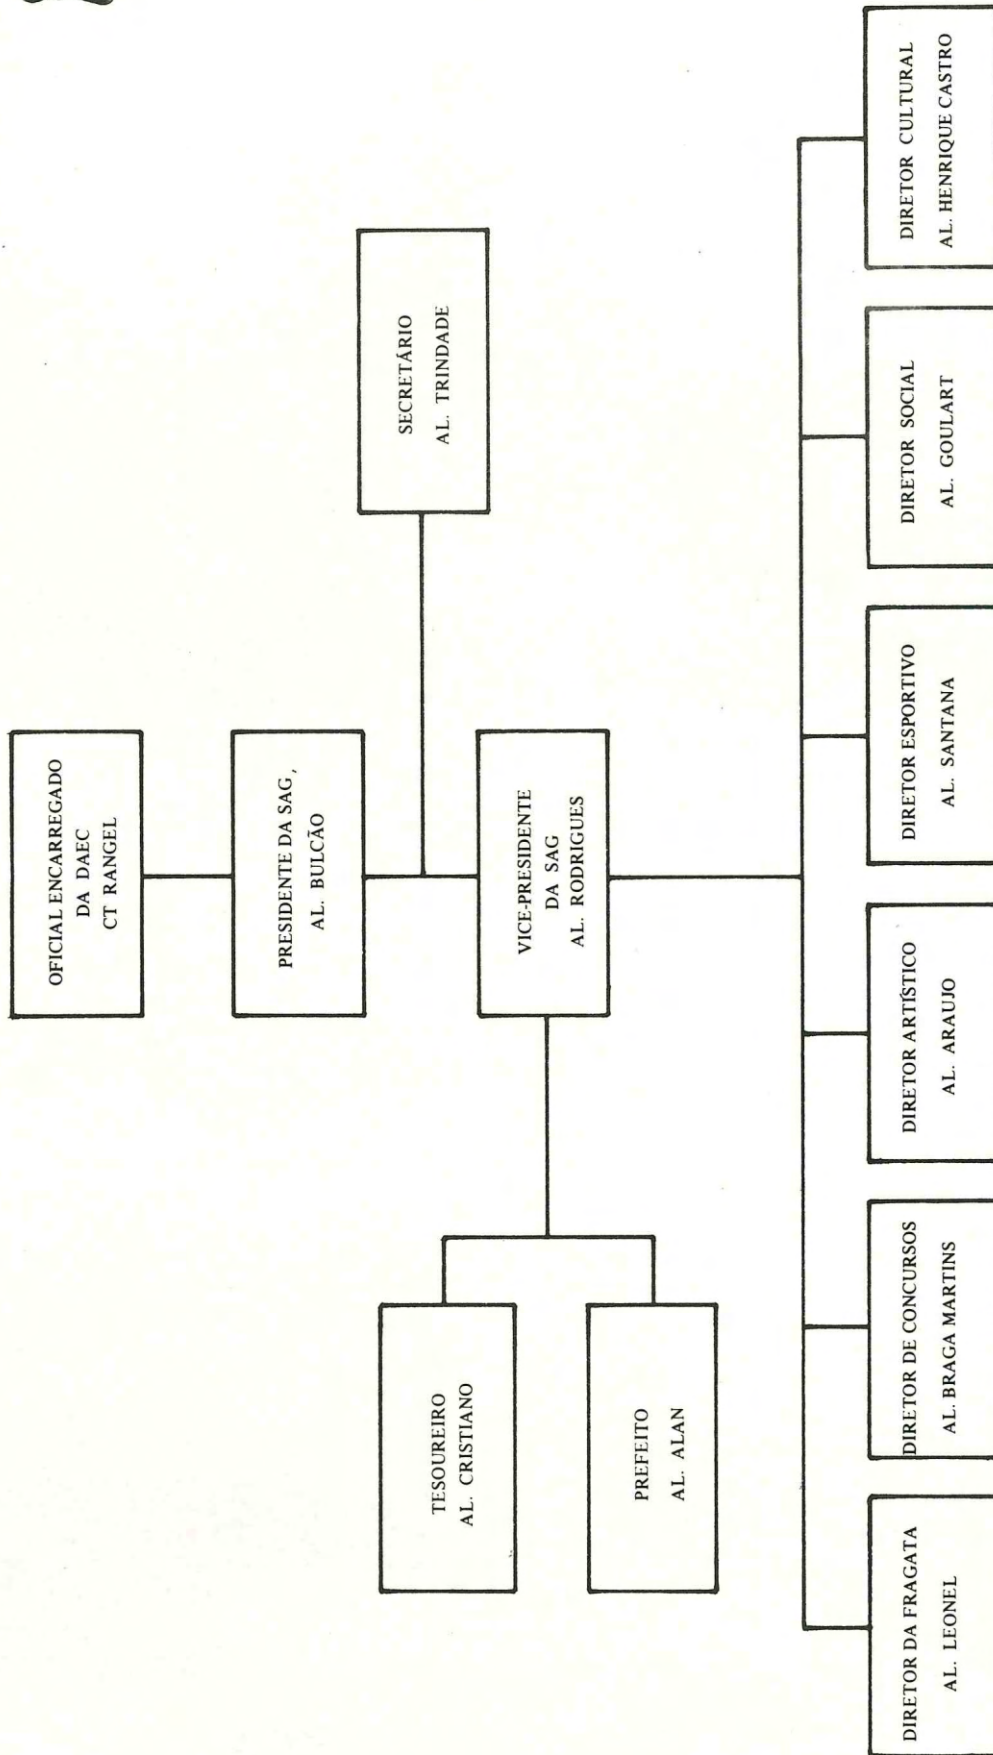 OFICIAL ENCARREGADO
DA DAEC
CT RANGEL
PRESIDENTE DA SAG,
AL. BULCÃO
SECRETÁRIO
AL. TRINDADE
VICE-PRESIDENTE
DA SAG
AL. RODRIGUES
TESOUREIRO
AL. CRISTIANO
PREFEITO
AL. ALAN
DIRETOR DA FRAGATA
AL. LEONEL
DIRETOR DE CONCURSOS
AL. BRAGA MARTINS
DIRETOR ARTÍSTICO
AL. ARAUJO
DIRETOR ESPORTIVO
AL. SANTANA
DIRETOR SOCIAL
AL. GOULART
DIRETOR CULTURAL
AL. HENRIQUE CASTRO